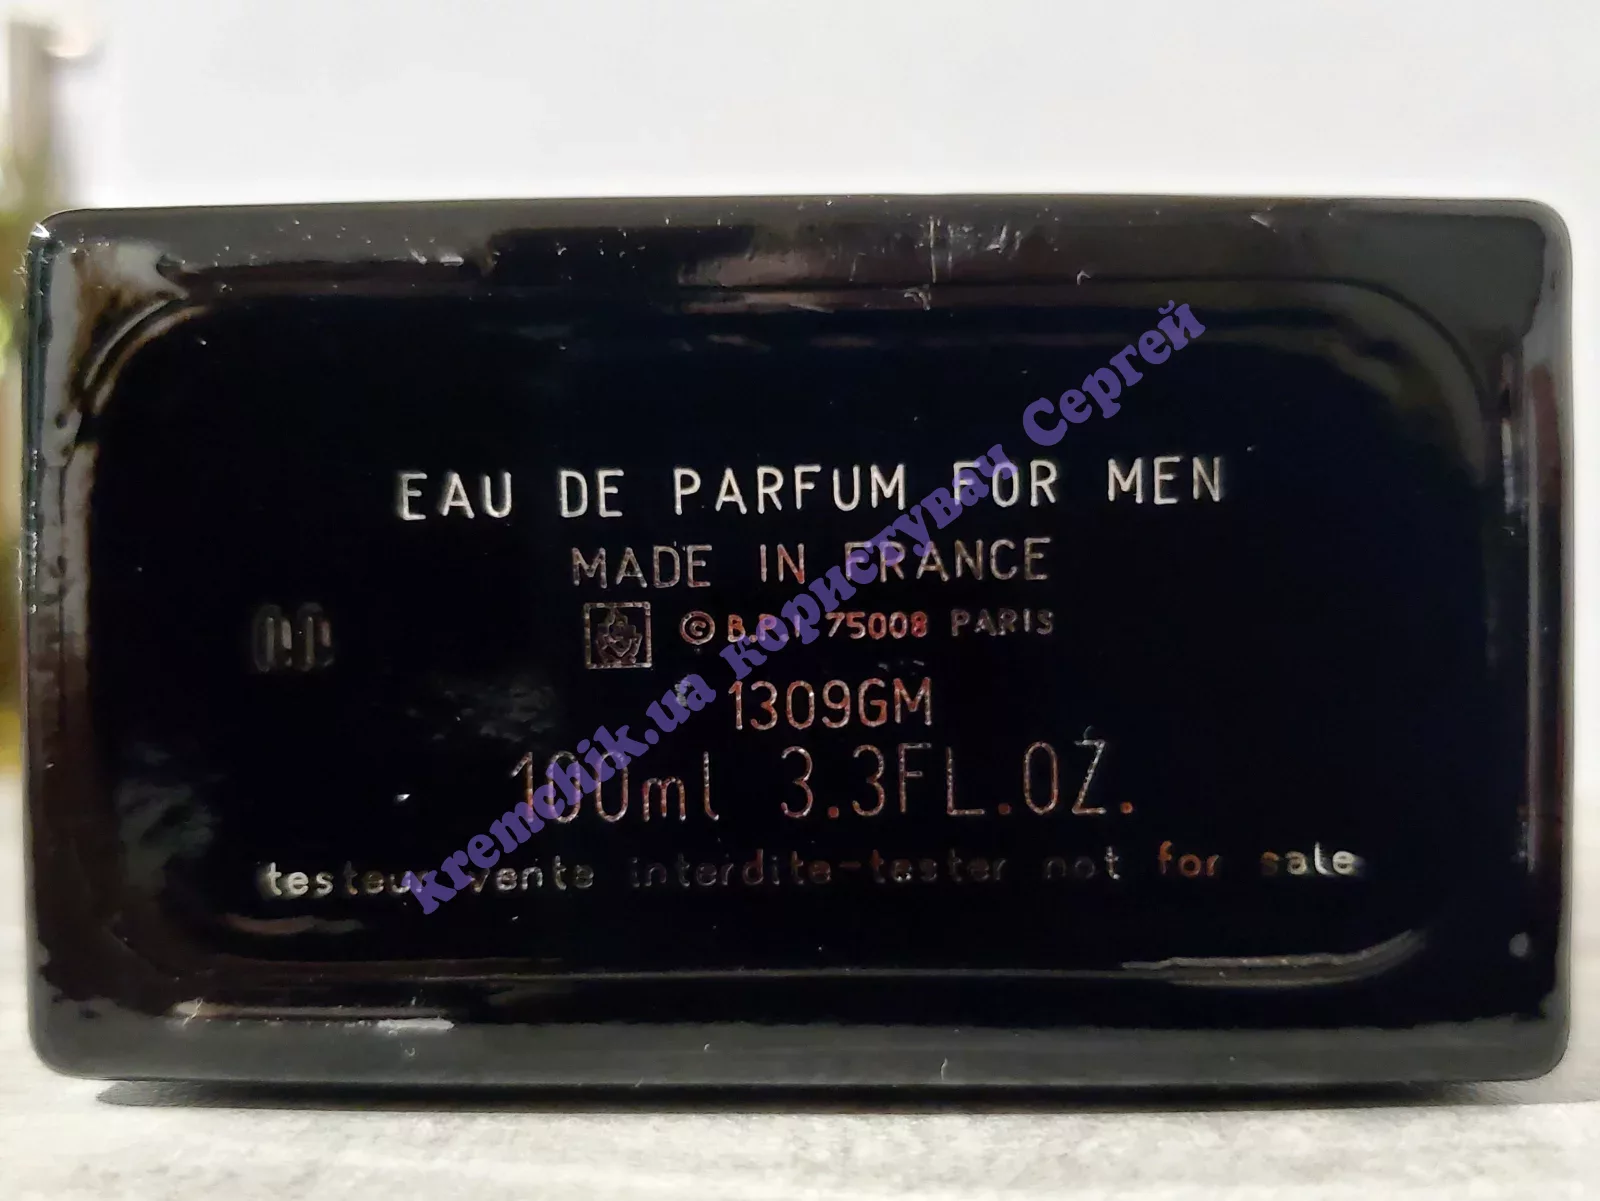 EAU DE PARFUM FOR MEN
MADE IN FRANCE
© B.P.I 75008 PARIS
1309GM
100ml 3.3FL.OZ.
testeur vente interdite-tester not for sale
kremchik.ua користувач Сергей